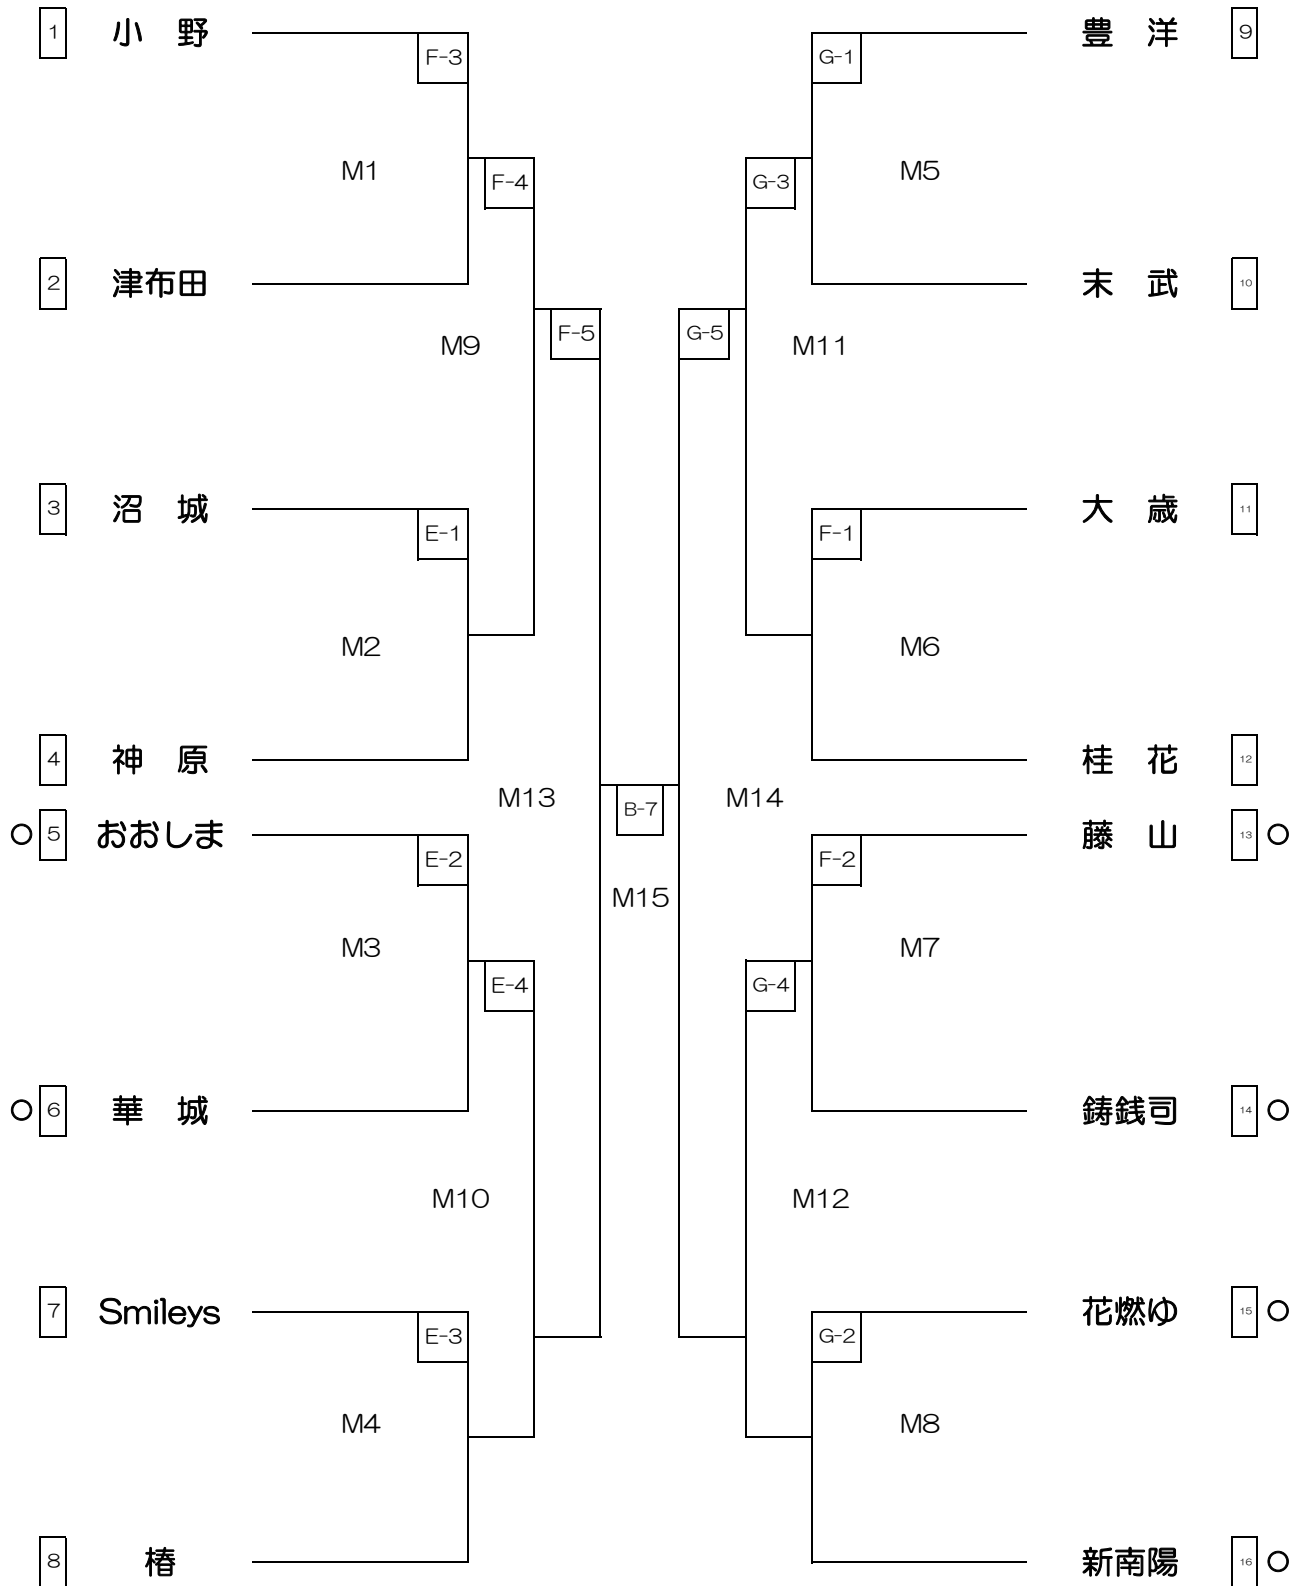 1 小 野 F-3 G-1 豊 洋 9
M1 F-4 G-3 M5
2 津布田 末 武 10
M9 F-5 G-5 M11
3 沼 城 E-1 F-1 大 歳 11
M2 M6
4 神 原 桂 花 12
M13 B-7 M14
○ 5 おおしま E-2 F-2 藤 山 13 ○
M15
M3 E-4 G-4 M7
○ 6 華 城 鋳銭司 14 ○
M10 M12
7 Smileys E-3 G-2 花燃ゆ 15 ○
M4 M8
8 椿 新南陽 16 ○